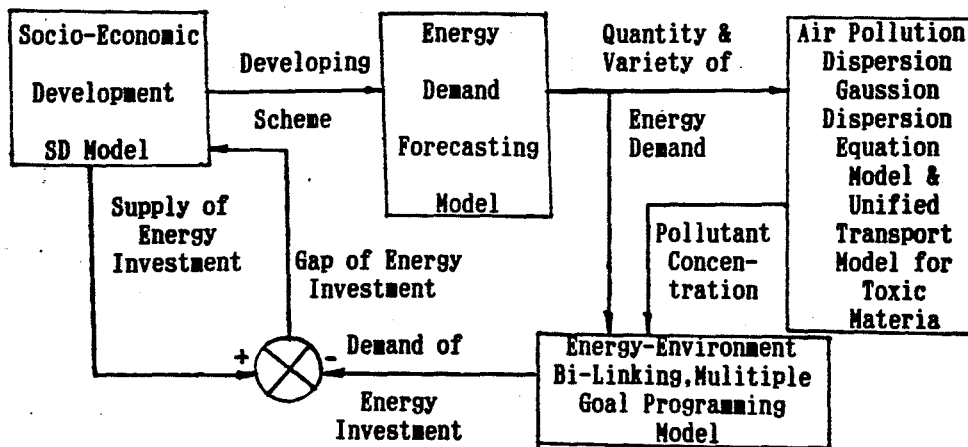 Socio-Economic
Development
SD Model
Developing
Scheme
Energy
Demand
Forecasting
Model
Quantity &
Variety of
Energy
Demand
Air Pollution
Dispersion
Gaussion
Dispersion
Equation
Model &
Unified
Transport
Model for
Toxic
Materia
Supply of
Energy
Investment
Gap of Energy
Investment
Pollutant
Concen-
tration
+
-
Demand of
Energy
Investment
Energy-Environment
Bi-Linking,Mulitiple
Goal Programming
Model